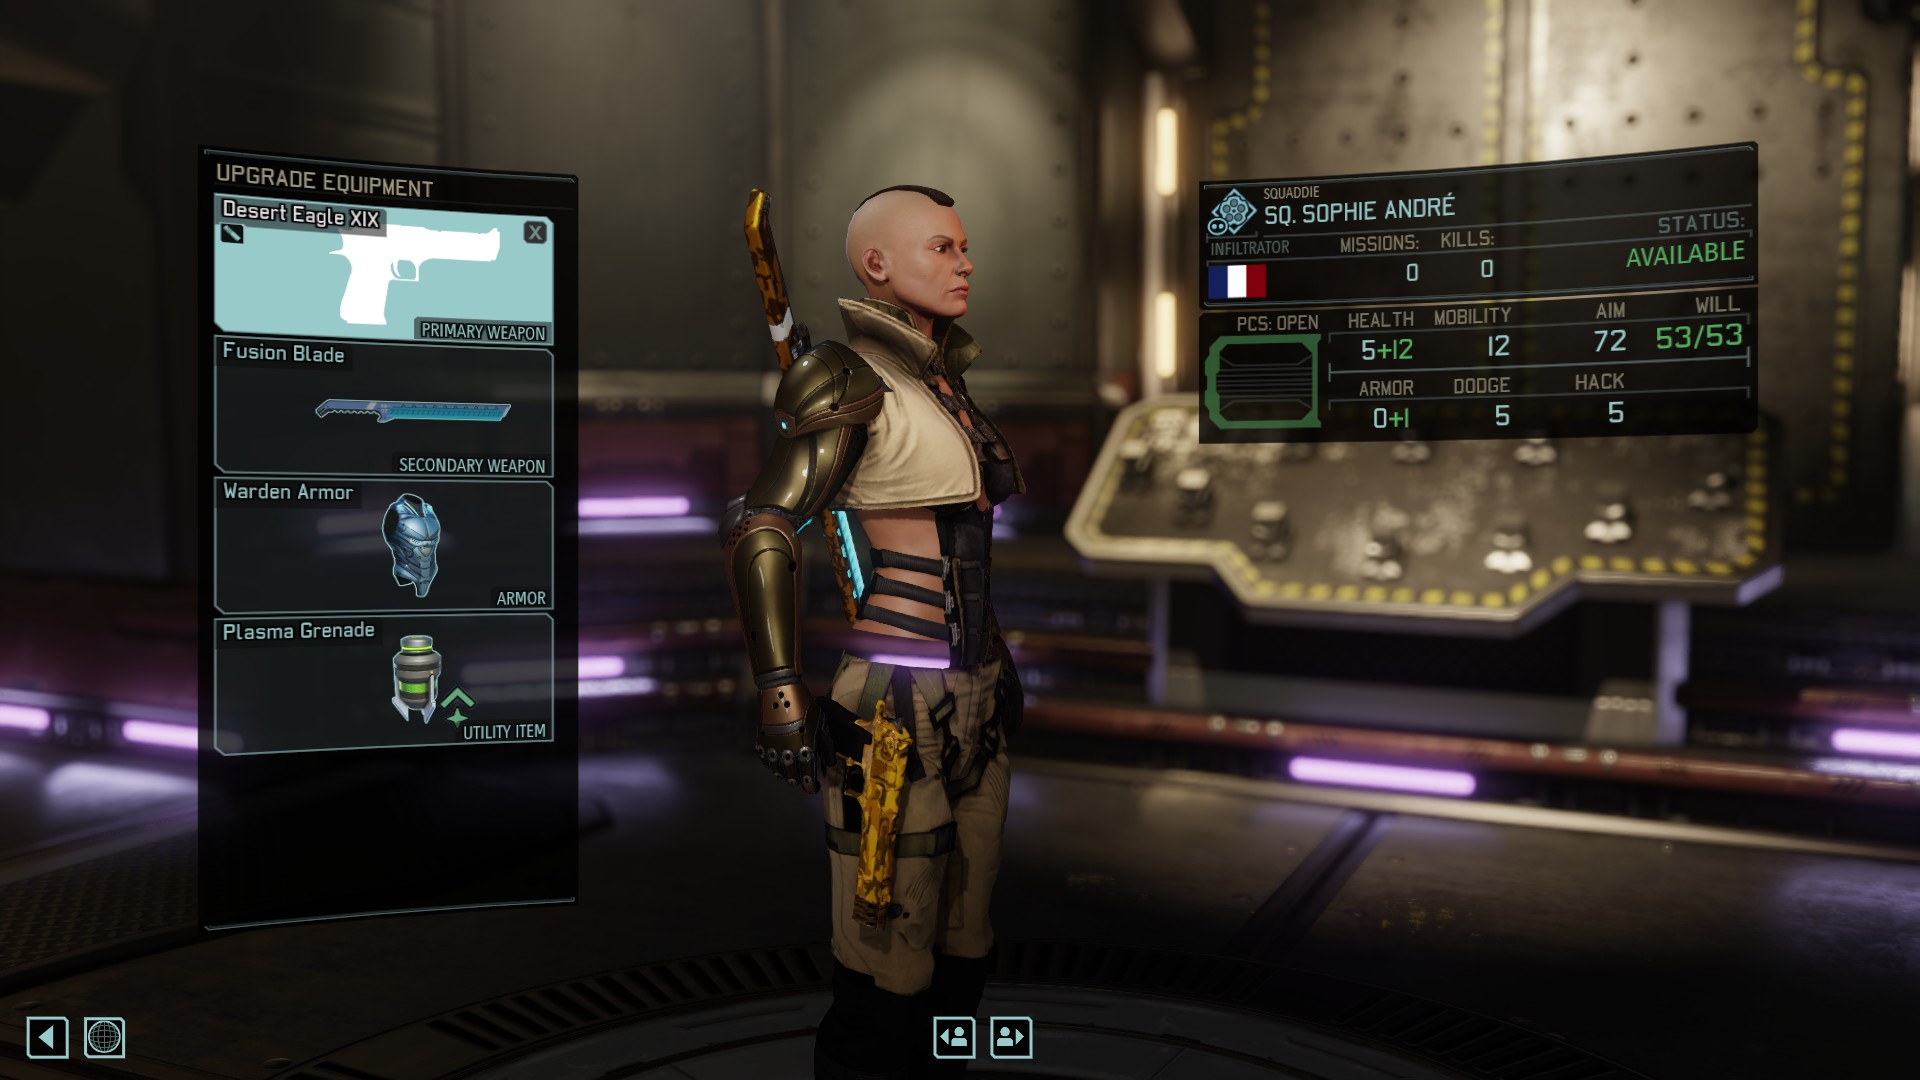 UPGRADE EQUIPMENT
Desert Eagle XIX
X
PRIMARY WEAPON
Fusion Blade
SECONDARY WEAPON
Warden Armor
ARMOR
Plasma Grenade
UTILITY ITEM
SQUADDIE
SQ. SOPHIE ANDRÉ
INFILTRATOR
MISSIONS: KILLS: STATUS:
0 0 AVAILABLE
PCS: OPEN HEALTH MOBILITY AIM WILL
5+12 12 72 53/53
ARMOR DODGE HACK
0+1 5 5